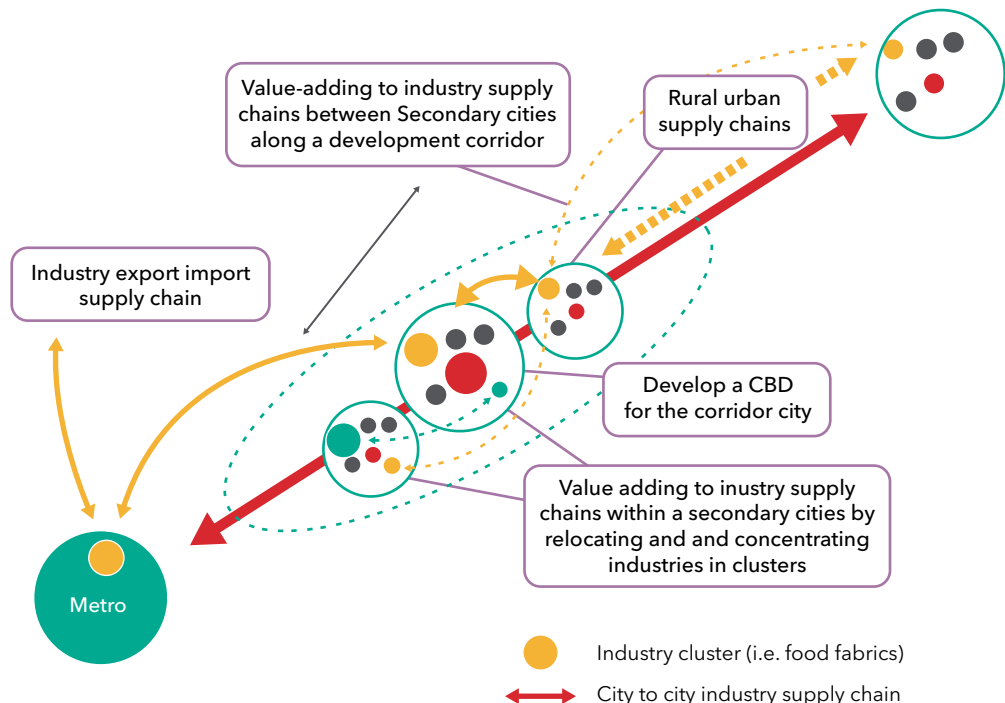 Value-adding to industry supply
chains between Secondary cities
along a development corridor
Rural urban
supply chains
Industry export import
supply chain
Develop a CBD
for the corridor city
Value adding to inustry supply
chains within a secondary cities by
relocating and and concentrating
industries in clusters
Metro
Industry cluster (i.e. food fabrics)
City to city industry supply chain